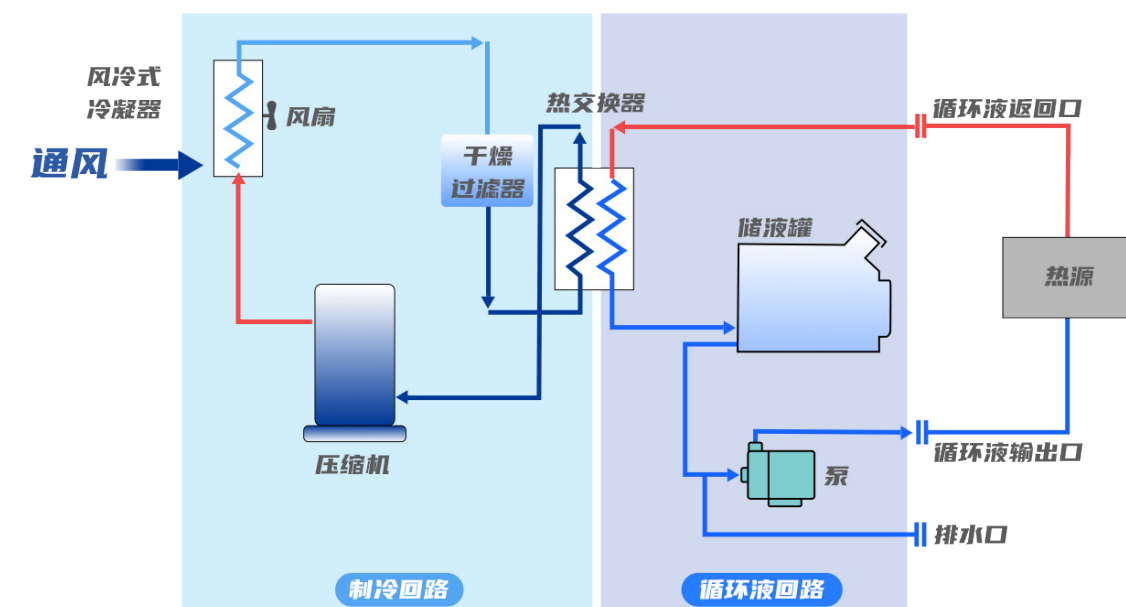 风冷式
冷凝器
风扇
通风
干燥
过滤器
热交换器
循环液返回口
储液罐
热源
压缩机
泵
循环液输出口
排水口
制冷回路
循环液回路